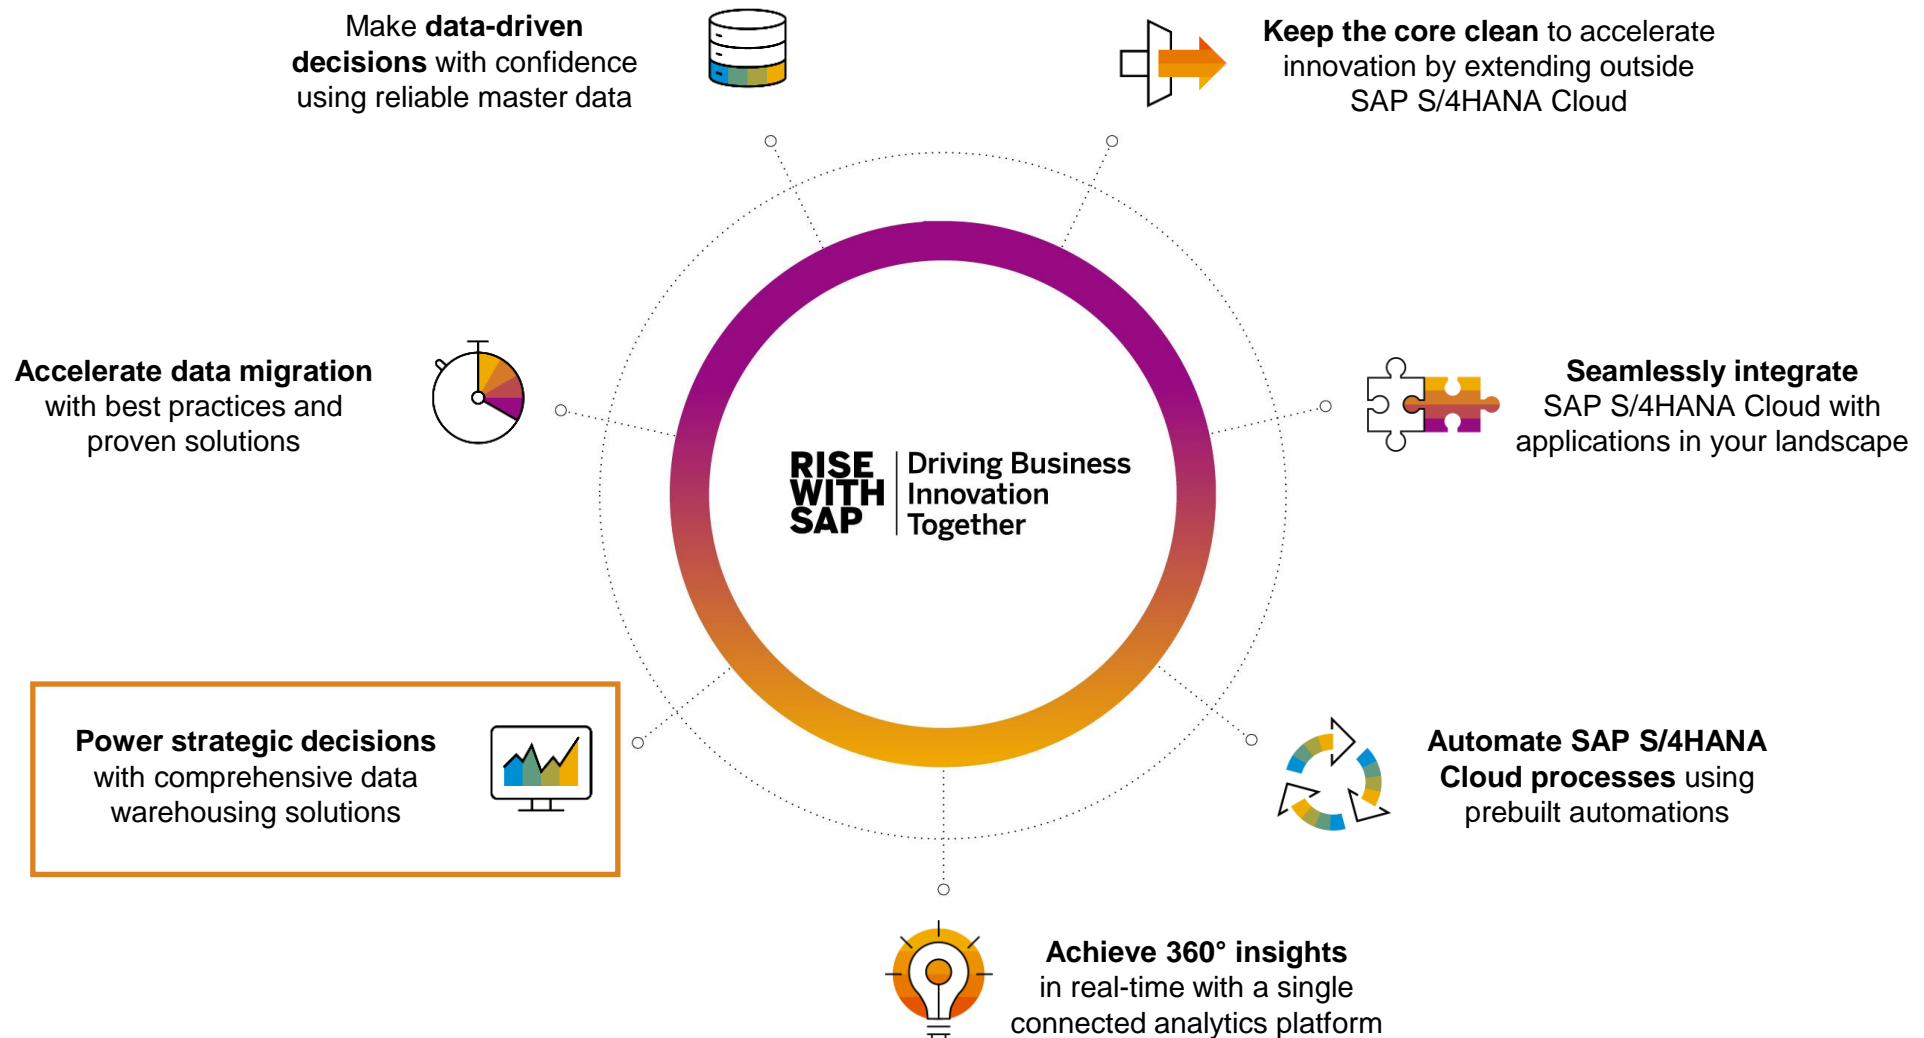 Make data-driven
decisions with confidence
using reliable master data
Keep the core clean to accelerate
innovation by extending outside
SAP S/4HANA Cloud
Accelerate data migration
with best practices and
proven solutions
Seamlessly integrate
SAP S/4HANA Cloud with
applications in your landscape
RISE
WITH
SAP
Driving Business
Innovation
Together
Power strategic decisions
with comprehensive data
warehousing solutions
Automate SAP S/4HANA
Cloud processes using
prebuilt automations
Achieve 360° insights
in real-time with a single
connected analytics platform